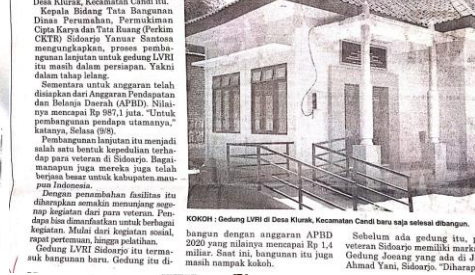 Desa Klurak, Kecamatan Candi itu.
Kepala Bidang Tata Bangunan
Dinas Perumahan, Permukiman
Cipta Karya dan Tata Ruang (Perkim
CKTR) Sidoarjo Yanuar Santosa
mengungkapkan, proses pemba-
ngunan lanjutan untuk gedung LVRI
itu masih dalam persiapan. Yakni
dalam tahap lelang.
Sementara untuk anggaran telah
disiapkan dari Anggaran Pendapatan
dan Belanja Daerah (APBD). Nilai-
nya mencapai Rp 987,1 juta. "Untuk
pembangunan pendapa utamanya,"
katanya, Selasa (9/8).
Pembangunan lanjutan itu menjadi
salah satu bentuk kepedulian terha-
dap para veteran di Sidoarjo. Bagai-
manapun juga mereka juga telah
berjasa besar untuk kabupaten mau-
pun Indonesia.
Dengan penambahan fasilitas itu
diharapkan semakin menunjang sege-
nap kegiatan dari para veteran. Pen-
dapa bisa dimanfaatkan untuk berbagai
kegiatan. Mulai dari kegiatan sosial,
rapat pertemuan, hingga pelatihan.
Gedung LVRI Sidoarjo itu terma-
suk bangunan baru. Gedung itu di-
KOKOH : Gedung LVRI di Desa Klurak, Kecamatan Candi baru saja selesai dibangun.
bangun dengan anggaran APBD
2020 yang nilainya mencapai Rp 1,4
miliar. Saat ini, bangunan itu juga
masih nampak kokoh.
Sebelum ada gedung itu,
veteran Sidoarjo memiliki mark
Gedung Joeang yang ada di
Ahmad Yani, Sidoarjo. "Dihar